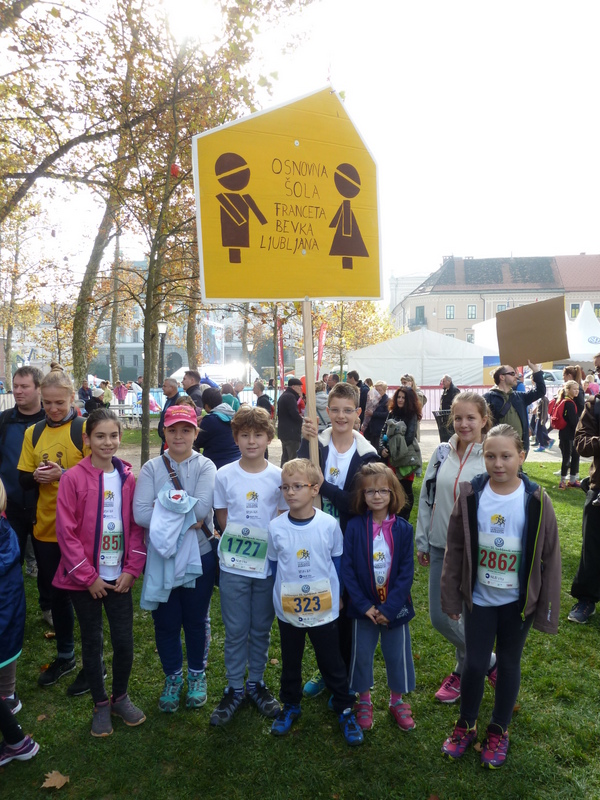 OSNOVNA
ŠOLA
FRANCETA
BEVKA
LJUBLJANA
1727
323
2862